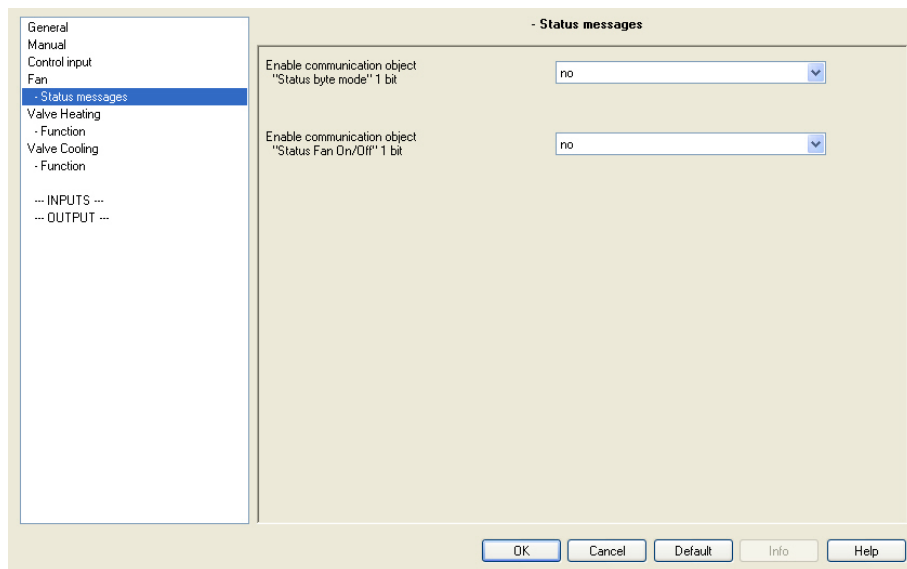 General
Manual
Control input
Fan
- Status messages
Valve Heating
- Function
Valve Cooling
- Function
--- INPUTS ---
--- OUTPUT ---
- Status messages
Enable communication object
"Status byte mode" 1 bit
no
Enable communication object
"Status Fan On/Off" 1 bit
no
OK
Cancel
Default
Info
Help